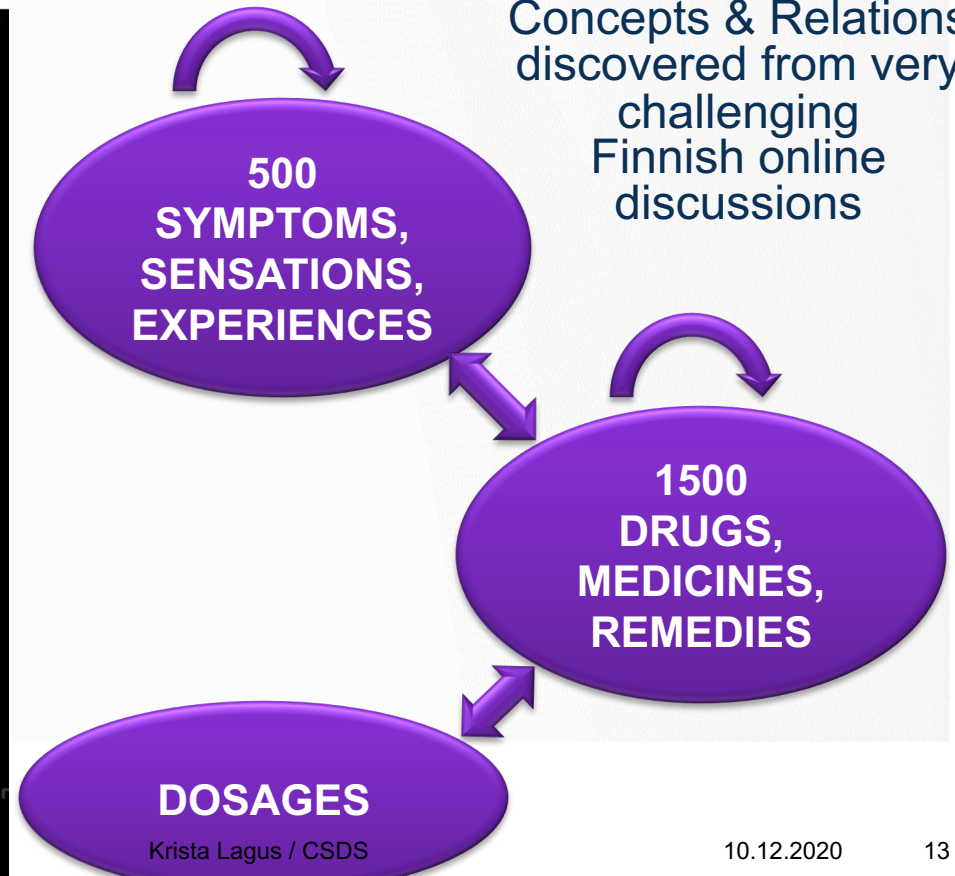 Concepts & Relations
discovered from very
challenging
Finnish online
discussions
500
SYMPTOMS,
SENSATIONS,
EXPERIENCES
1500
DRUGS,
MEDICINES,
REMEDIES
DOSAGES
Krista Lagus / CSDS
10.12.2020
13